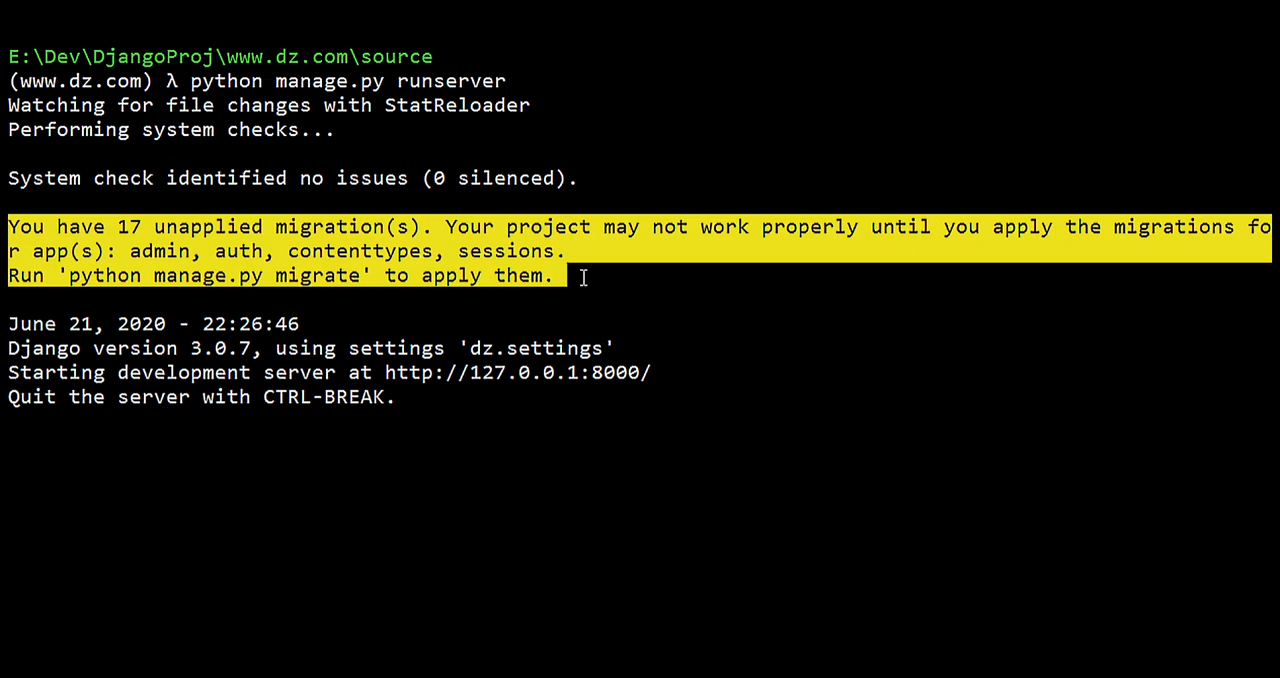 E:\Dev\DjangoProj\www.dz.com\source
(www.dz.com) λ python manage.py runserver
Watching for file changes with StatReloader
Performing system checks...
System check identified no issues (0 silenced).
You have 17 unapplied migration(s). Your project may not work properly until you apply the migrations fo
r app(s): admin, auth, contenttypes, sessions.
Run 'python manage.py migrate' to apply them.
June 21, 2020 - 22:26:46
Django version 3.0.7, using settings 'dz.settings'
Starting development server at http://127.0.0.1:8000/
Quit the server with CTRL-BREAK.